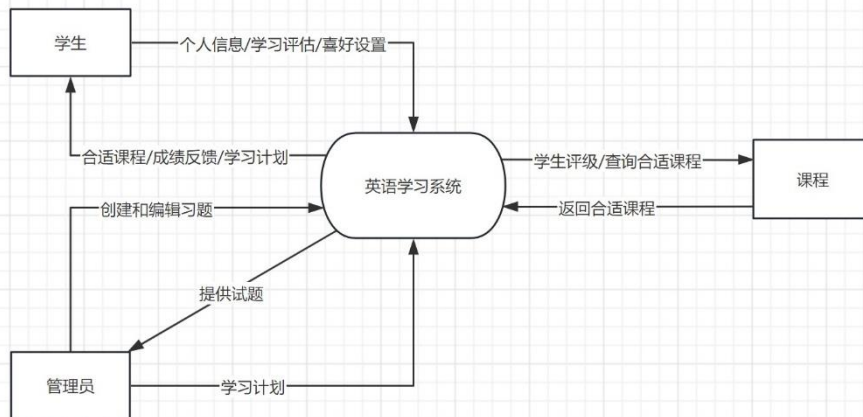 学生
个人信息/学习评估/喜好设置
合适课程/成绩反馈/学习计划
英语学习系统
学生评级/查询合适课程
课程
返回合适课程
创建和编辑习题
提供试题
管理员
学习计划